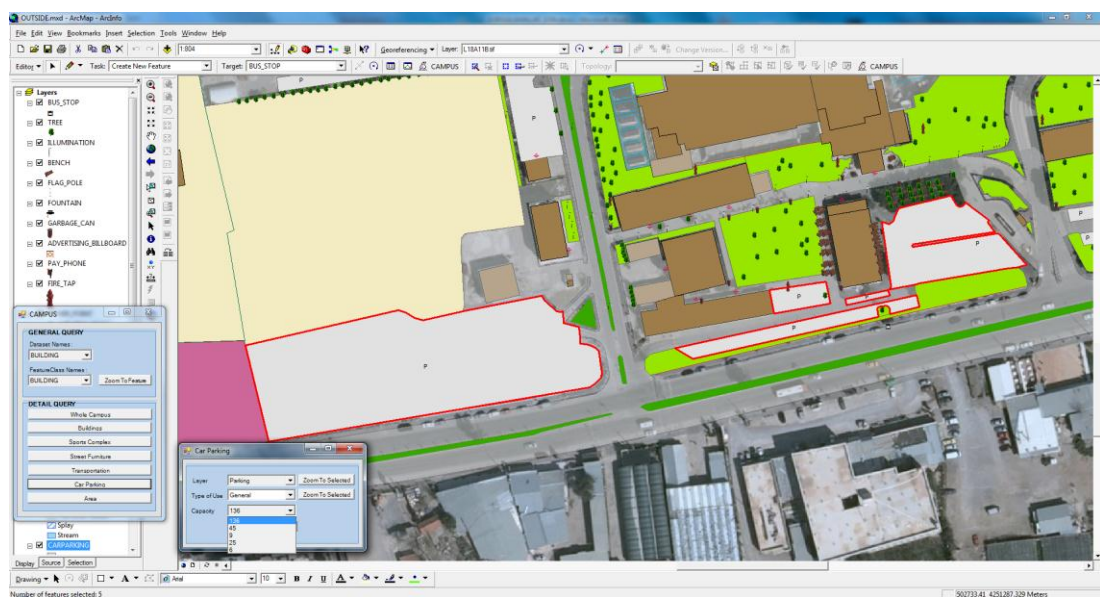 OUTSIDE.mxd - ArcMap - ArcInfo
File Edit View Bookmarks Insert Selection Tools Window Help
1:804 Georeferencing Layer: L18A11B.tif Change Version...
Editor Task: Create New Feature Target: BUS_STOP CAMPUS Topology: CAMPUS
Layers
BUS_STOP
TREE
ILLUMINATION
BENCH
FLAG_POLE
FOUNTAIN
GARBAGE_CAN
ADVERTISING_BILLBOARD
PAY_PHONE
FIRE_TAP
CAMPUS
GENERAL QUERY
Dataset Names:
BUILDING
FeatureClass Names:
BUILDING Zoom To Feature
DETAIL QUERY
Whole Campus
Buildings
Sports Complex
Street Furniture
Transportation
Car Parking
Area
Splay
Stream
CARPARKING
Display Source Selection
P
P
P
P
P
P
P
Car Parking
Layer Parking Zoom To Selected
Type of Use General Zoom To Selected
Capacity 136
136
45
9
25
6
Drawing A Arial 10 B I U A
Number of features selected: 5
502733.41 4251287.329 Meters